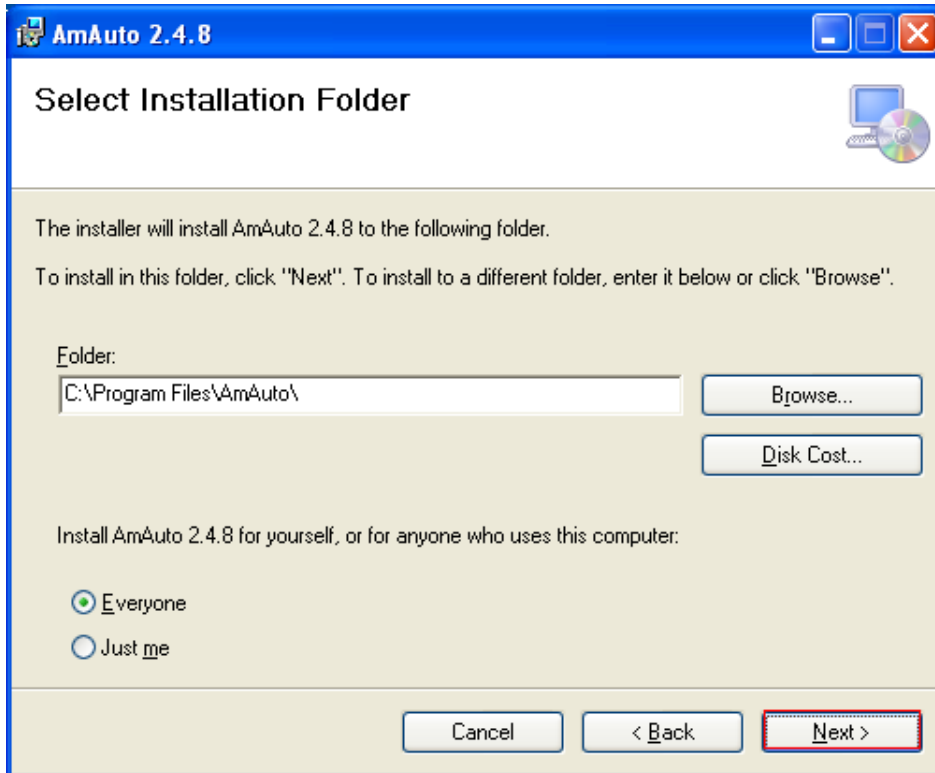 AmAuto 2.4.8
Select Installation Folder
The installer will install AmAuto 2.4.8 to the following folder.
To install in this folder, click "Next". To install to a different folder, enter it below or click "Browse".
Folder:
C:\Program Files\AmAuto\
Browse...
Disk Cost...
Install AmAuto 2.4.8 for yourself, or for anyone who uses this computer:
Everyone
Just me
Cancel
< Back
Next >